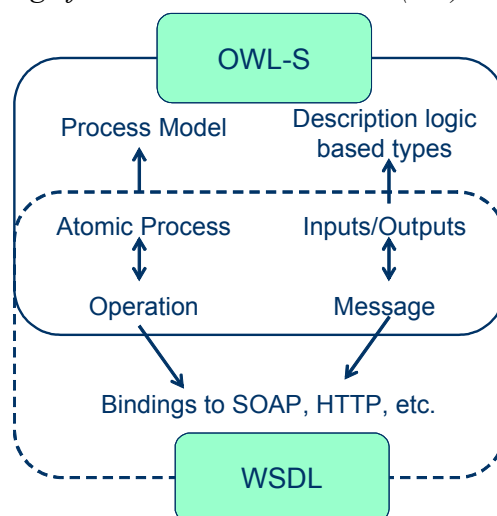 OWL-S
Process Model
Description logic
based types
Atomic Process
Inputs/Outputs
Operation
Message
Bindings to SOAP, HTTP, etc.
WSDL